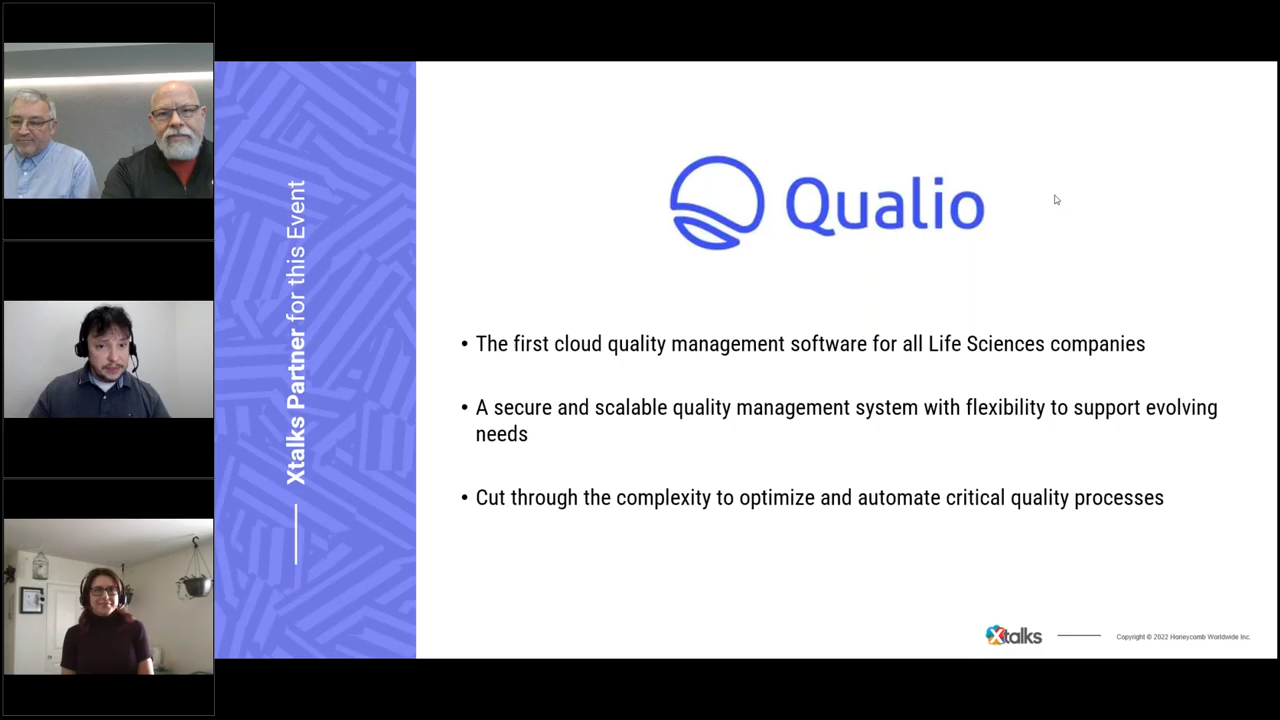 Xtalks Partner for this Event
Qualio
• The first cloud quality management software for all Life Sciences companies
• A secure and scalable quality management system with flexibility to support evolving
needs
• Cut through the complexity to optimize and automate critical quality processes
Xtalks
Copyright © 2022 Honeycomb Worldwide Inc.